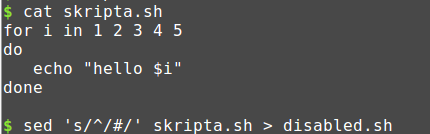 $ cat skripta.sh
for i in 1 2 3 4 5
do
   echo "hello $i"
done
$ sed 's/^/#/' skripta.sh > disabled.sh